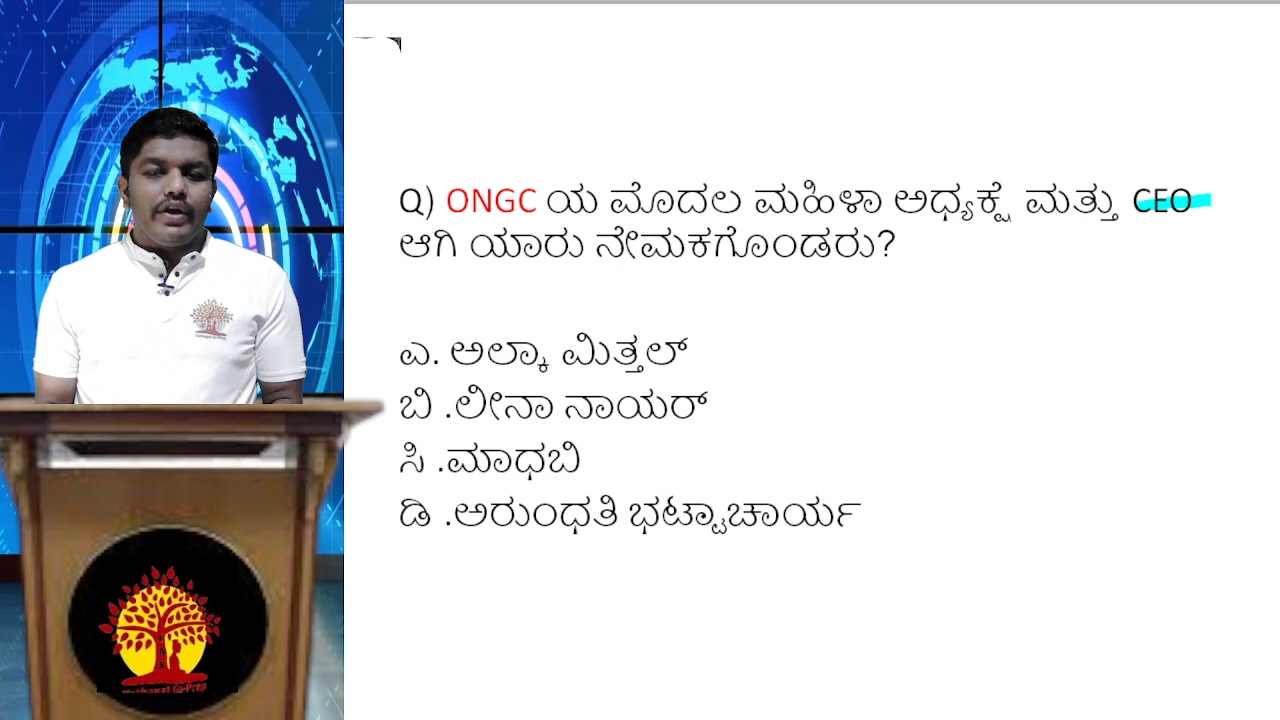 Q) ONGC ಯ ಮೊದಲ ಮಹಿಳಾ ಅಧ್ಯಕ್ಷೆ ಮತ್ತು CEO
ಆಗಿ ಯಾರು ನೇಮಕಗೊಂಡರು?
ಎ. ಅಲ್ಕಾ ಮಿತ್ತಲ್
ಬಿ .ಲೀನಾ ನಾಯರ್
ಸಿ .ಮಾಧಬಿ
ಡಿ .ಅರುಂಧತಿ ಭಟ್ಟಾಚಾರ್ಯ